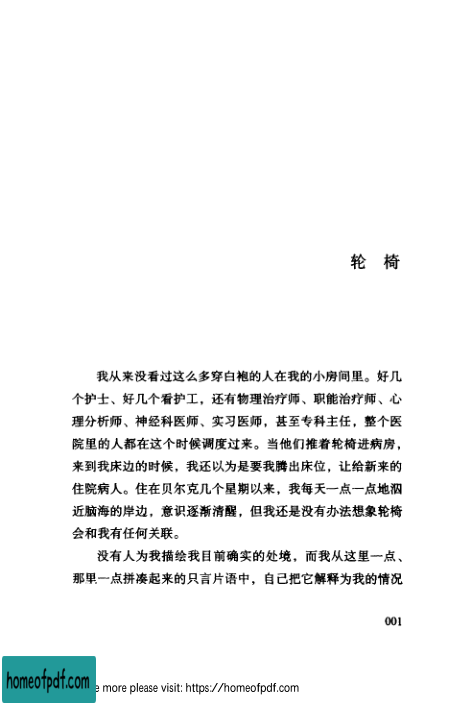 轮 椅
我从来没看过这么多穿白袍的人在我的小房间里。好几
个护士、好几个看护工，还有物理治疗师、职能治疗师、心
理分析师、神经科医师、实习医师，甚至专科主任，整个医
院里的人都在这个时候调度过来。当他们推着轮椅进病房，
来到我床边的时候，我还以为是要我腾出床位，让给新来的
住院病人。住在贝尔克几个星期以来，我每天一点一点地泅
近脑海的岸边，意识逐渐清醒，但我还是没有办法想象轮椅
会和我有任何关联。
没有人为我描绘我目前确实的处境，而我从这里一点、
那里一点拼凑起来的只言片语中，自己把它解释为我的情况
001
homeofpdf.com
e more please visit: https://homeofpdf.com